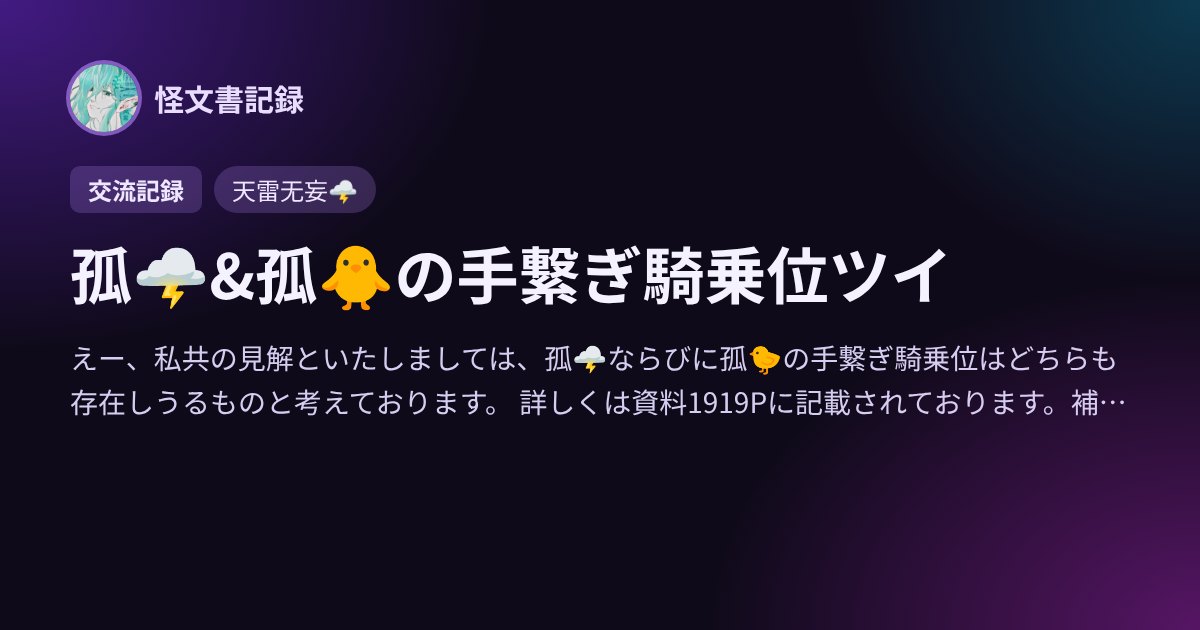 怪文書記録
交流記録
天雷无妄🌩️
孤🌩️&孤🐥の手繋ぎ騎乗位ツイ
えー、私共の見解といたしましては、孤🌩️ならびに孤🐤の手繋ぎ騎乗位はどちらも
存在しうるものと考えております。 詳しくは資料1919Pに記載されております。補…